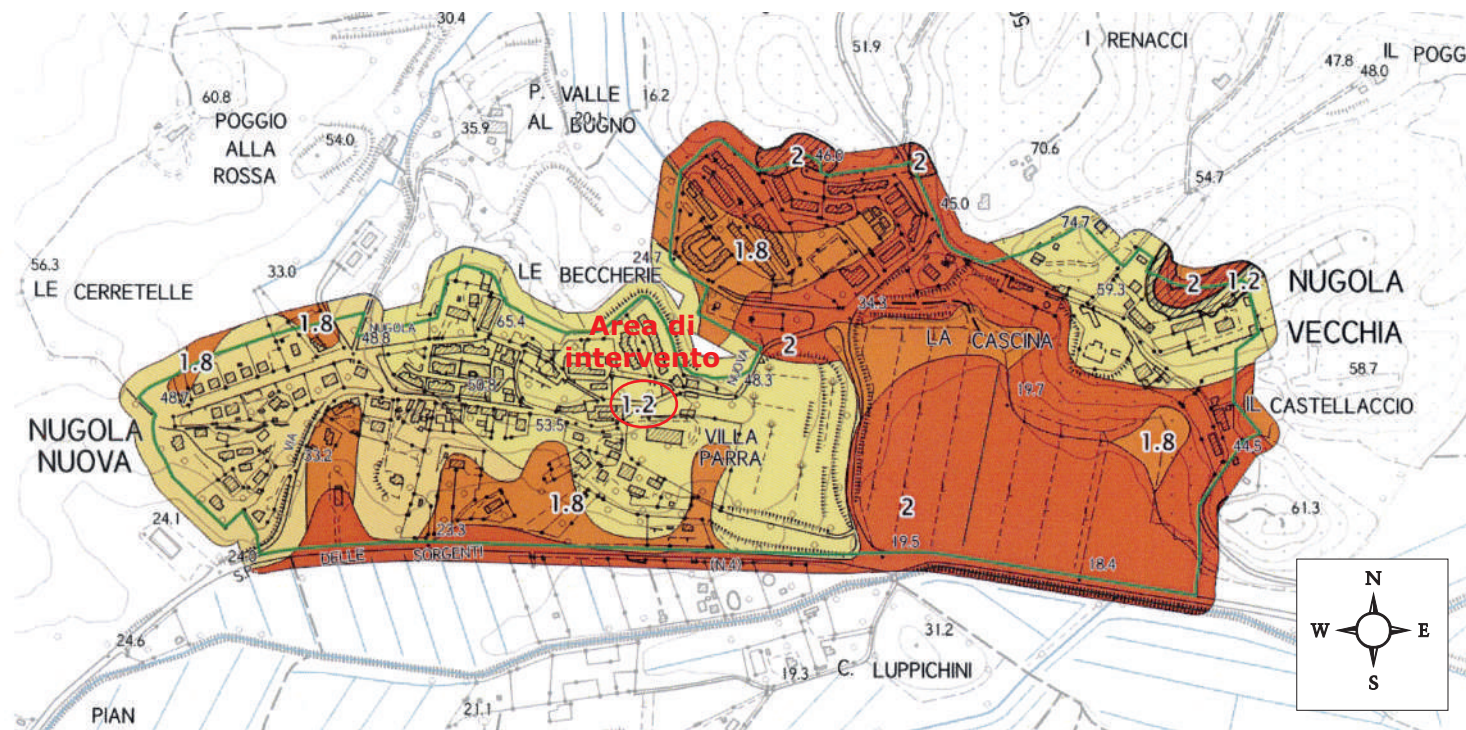 30.4
51.9
50
I RENACCI
47.8
48.0
IL POGG
60.8
POGGIO
ALLA
ROSSA
54.0
35.9
P. VALLE
AL BUGNO
16.2
20.1
2
46.0
2
70.6
54.7
45.0
74.7
56.3
LE CERRETELLE
33.0
LE BECCHERIE
24.7
1.8
59.3
2
1.2
NUGOLA
VECCHIA
1.8
NUGOLA
48.8
65.4
Area di
intervento
34.3
2
LA CASCINA
1.8
48.7
50.8
NUOVA
48.3
19.7
58.7
IL CASTELLACCIO
NUGOLA
NUOVA
VIA
33.2
53.5
1.2
VILLA
PARRA
1.8
44.5
24.1
1.8
23.3
2
61.3
24.0
S.P.
DELLE SORGENTI
(N.4)
19.5
18.4
N
W E
S
24.6
31.2
19.3
C. LUPPICHINI
21.1
PIAN